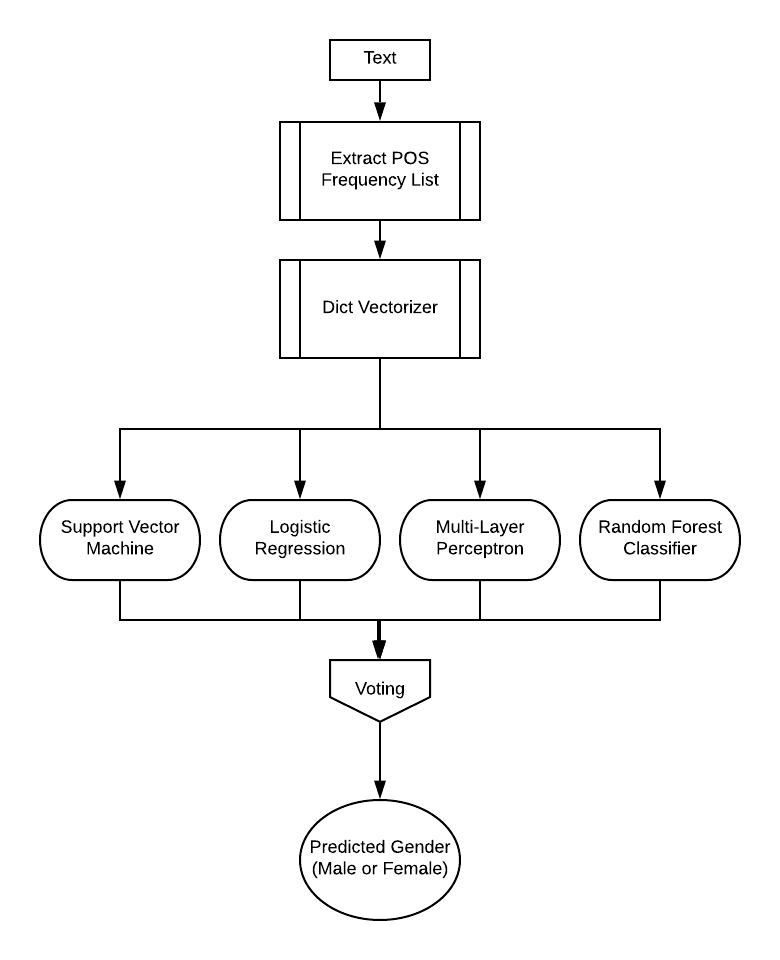 Text
Extract POS
Frequency List
Dict Vectorizer
Support Vector
Machine
Logistic
Regression
Multi-Layer
Perceptron
Random Forest
Classifier
Voting
Predicted Gender
(Male or Female)